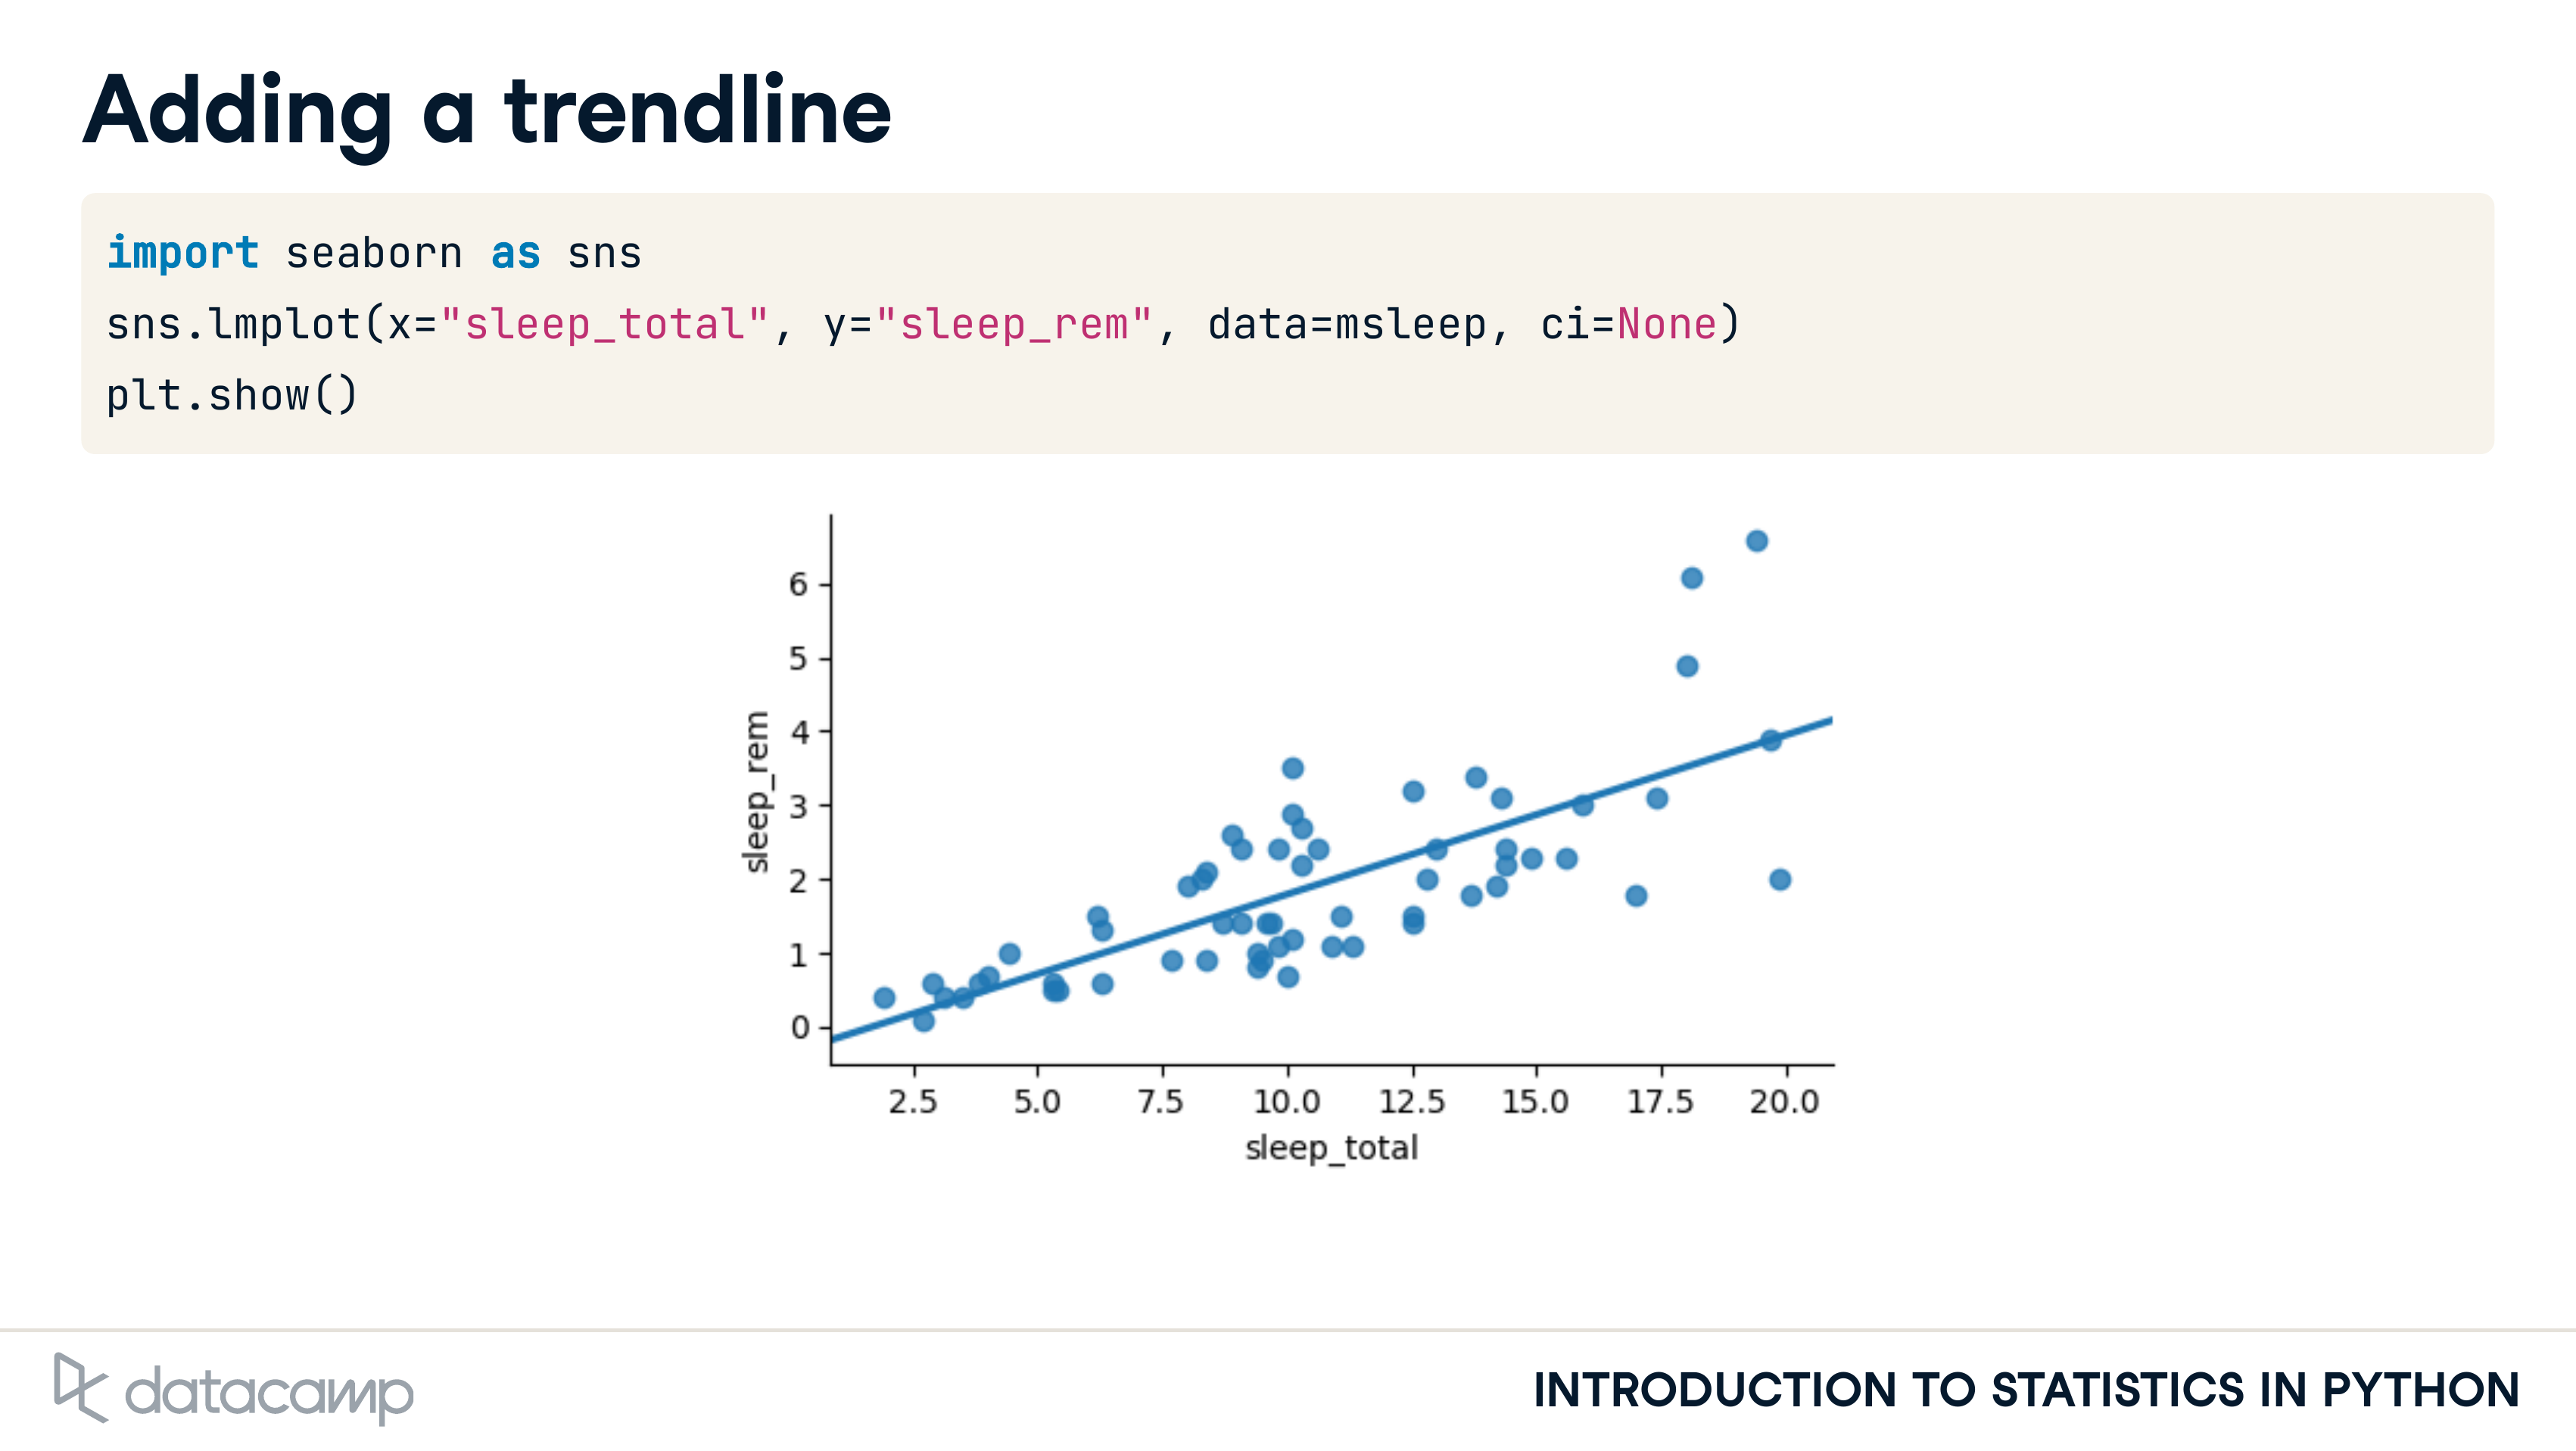 Adding a trendline
import seaborn as sns
sns.lmplot(x="sleep_total", y="sleep_rem", data=msleep, ci=None)
plt.show()
6
5
4
3
2
1
0
sleep_rem
2.5 5.0 7.5 10.0 12.5 15.0 17.5 20.0
sleep_total
datacamp
INTRODUCTION TO STATISTICS IN PYTHON